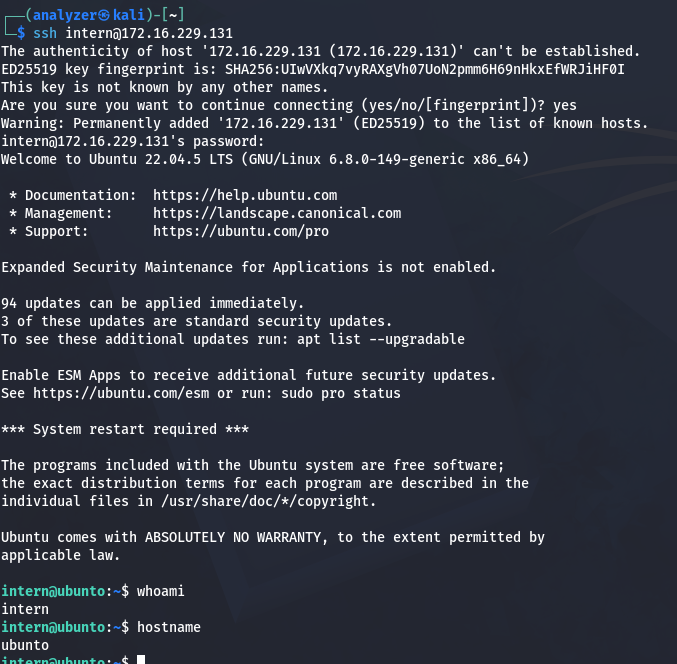 ┌──(analyzer㉿kali)-[~]
└─$ ssh intern@172.16.229.131
The authenticity of host '172.16.229.131 (172.16.229.131)' can't be established.
ED25519 key fingerprint is: SHA256:UIwVXkq7vyRAXgVh07UoN2pmm6H69nHkxEfWRJiHF0I
This key is not known by any other names.
Are you sure you want to continue connecting (yes/no/[fingerprint])? yes
Warning: Permanently added '172.16.229.131' (ED25519) to the list of known hosts.
intern@172.16.229.131's password:
Welcome to Ubuntu 22.04.5 LTS (GNU/Linux 6.8.0-149-generic x86_64)
* Documentation:  https://help.ubuntu.com
* Management:     https://landscape.canonical.com
* Support:        https://ubuntu.com/pro
Expanded Security Maintenance for Applications is not enabled.
94 updates can be applied immediately.
3 of these updates are standard security updates.
To see these additional updates run: apt list --upgradable
Enable ESM Apps to receive additional future security updates.
See https://ubuntu.com/esm or run: sudo pro status
*** System restart required ***
The programs included with the Ubuntu system are free software;
the exact distribution terms for each program are described in the
individual files in /usr/share/doc/*/copyright.
Ubuntu comes with ABSOLUTELY NO WARRANTY, to the extent permitted by
applicable law.
intern@ubunto:~$ whoami
intern
intern@ubunto:~$ hostname
ubunto
intern@ubunto:~$